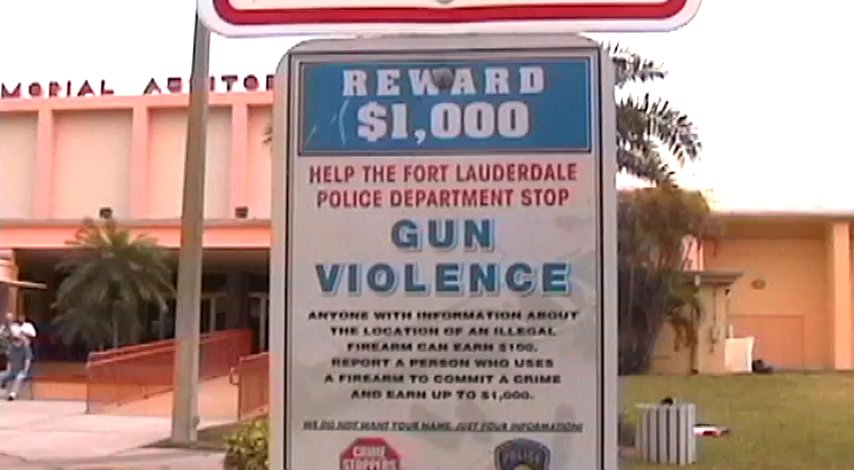 MORIAL AUDITOR
REWARD
$1,000
HELP THE FORT LAUDERDALE
POLICE DEPARTMENT STOP
GUN
VIOLENCE
ANYONE WITH INFORMATION ABOUT
THE LOCATION OF AN ILLEGAL
FIREARM CAN EARN $100.
REPORT A PERSON WHO USES
A FIREARM TO COMMIT A CRIME
AND EARN UP TO $1,000.
WE DO NOT WANT YOUR NAME, JUST YOUR INFORMATION!
CRIME
STOPPERS
POLICE